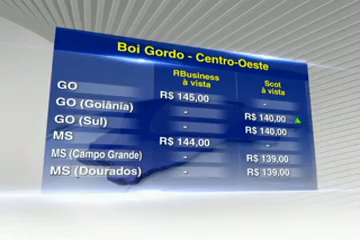 Boi Gordo - Centro-Oeste
RBusiness à vista Scot à vista
GO R$ 145,00 -
GO (Goiânia) - R$ 140,00
GO (Sul) - R$ 140,00
MS R$ 144,00 -
MS (Campo Grande) - R$ 139,00
MS (Dourados) - R$ 139,00